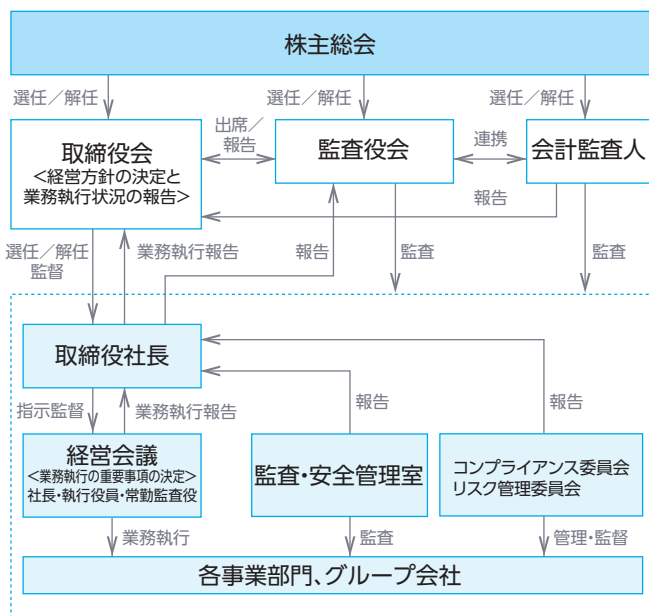 株主総会
選任／解任
選任／解任
選任／解任
取締役会
<経営方針の決定と
業務執行状況の報告>
出席／
報告
監査役会
連携
会計監査人
報告
選任／解任
監督
業務執行報告
報告
監査
監査
取締役社長
指示監督
業務執行報告
報告
報告
経営会議
<業務執行の重要事項の決定>
社長・執行役員・常勤監査役
監査・安全管理室
コンプライアンス委員会
リスク管理委員会
業務執行
監査
管理・監督
各事業部門、グループ会社